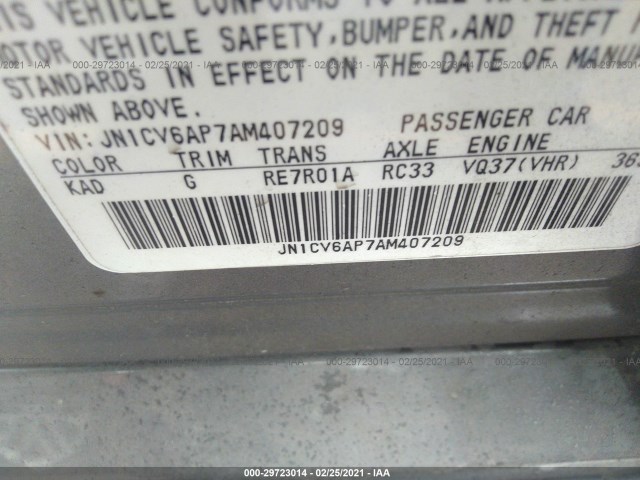 IS VEHICLE CONFORMS TO ALL
MOTOR VEHICLE SAFETY, BUMPER, AND THEFT
STANDARDS IN EFFECT ON THE DATE OF MANU
SHOWN ABOVE.
VIN: JN1CV6AP7AM407209 PASSENGER CAR
COLOR TRIM TRANS AXLE ENGINE
KAD G RE7R01A RC33 VQ37(VHR)
JN1CV6AP7AM407209
000-29723014 / 02/25/2021 - IAA